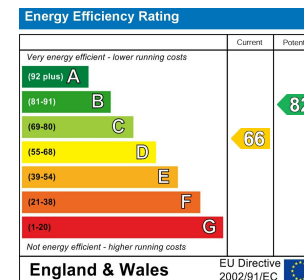 Energy Efficiency Rating
Current
Very energy efficient - lower running costs
(92 plus) A
(81-91) B
(69-80) C
(55-68) D
66
(39-54) E
(21-38) F
(1-20) G
Not energy efficient - higher running costs
England & Wales
EU Directive
2002/91/EC